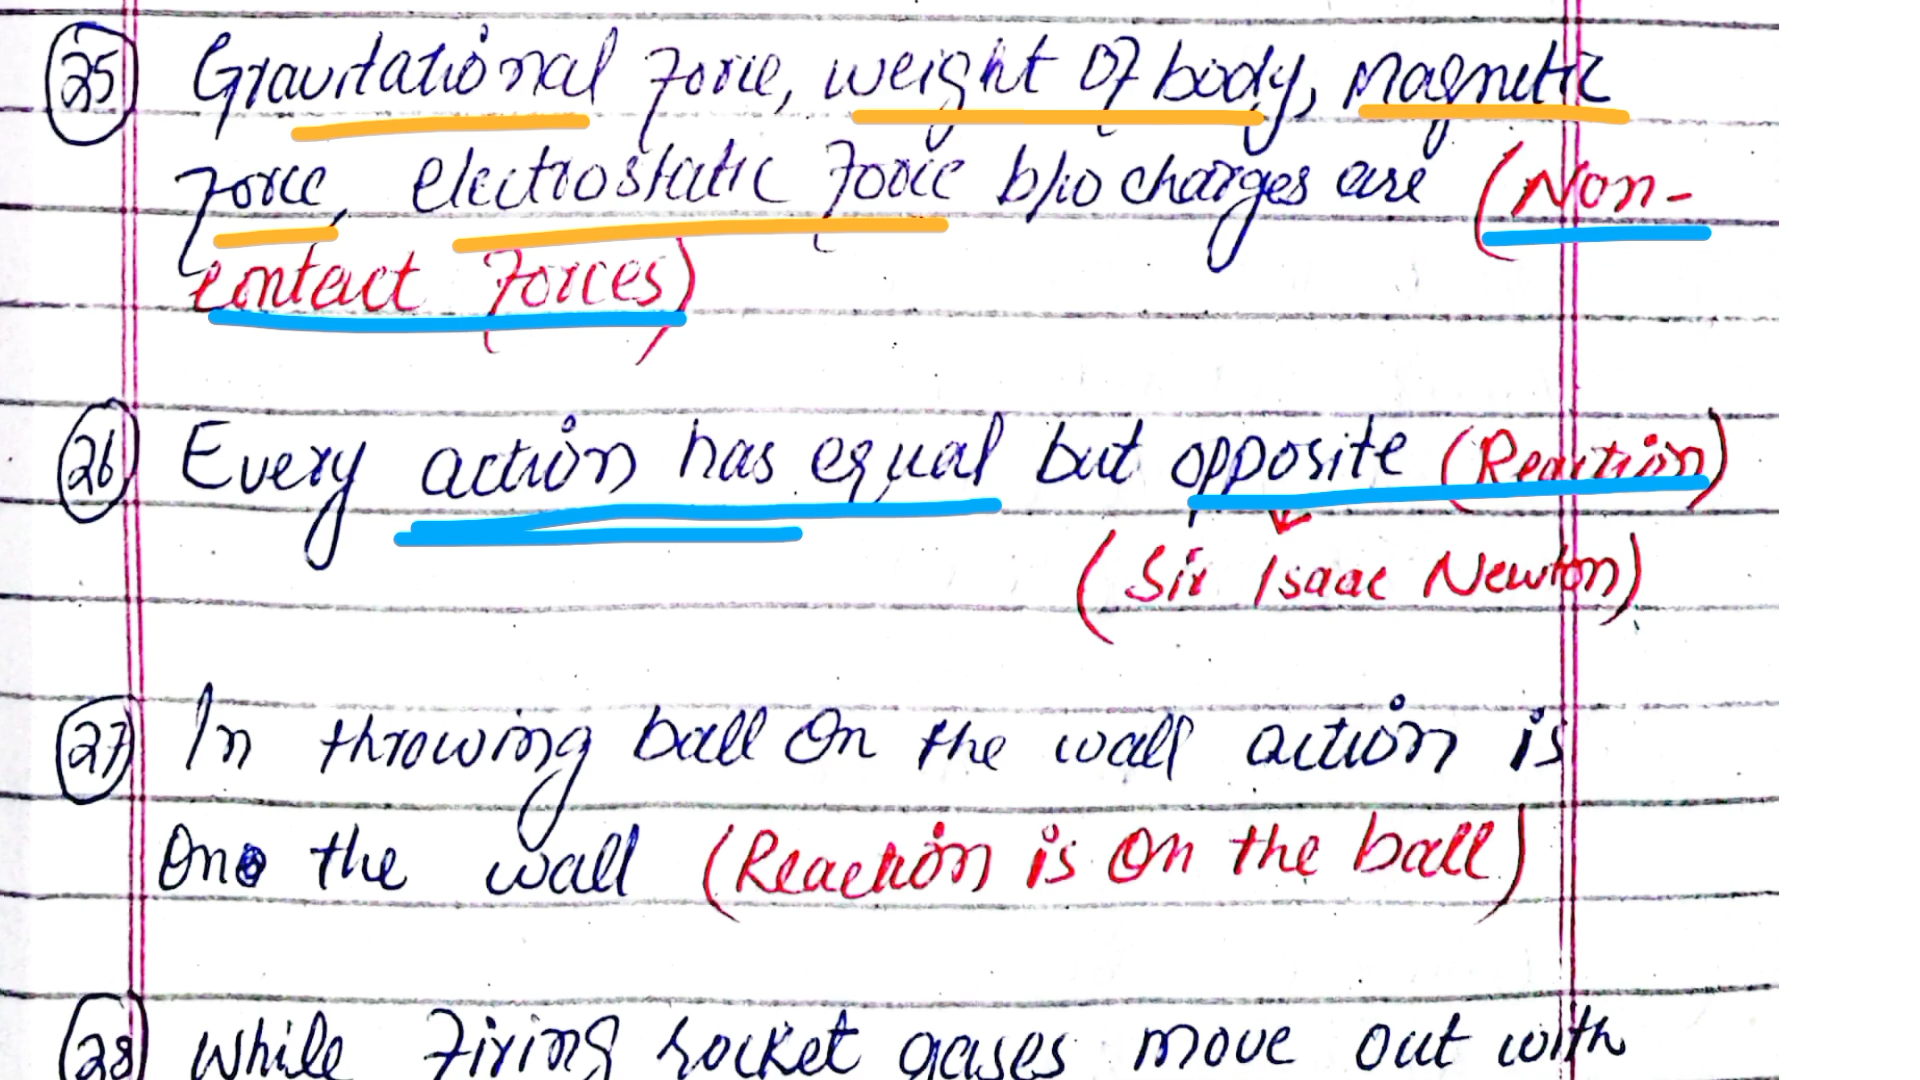 25 Gravitational Force, weight of body, Magnetic
Force, electrostatic Force b/w charges are (Non-
contact Forces)
26 Every action has equal but opposite (Reaction)
(Sir Isaac Newton)
27 In throwing ball On the wall action is
On the wall (Reaction is On the ball)
28 While Firing rocket gases move out with